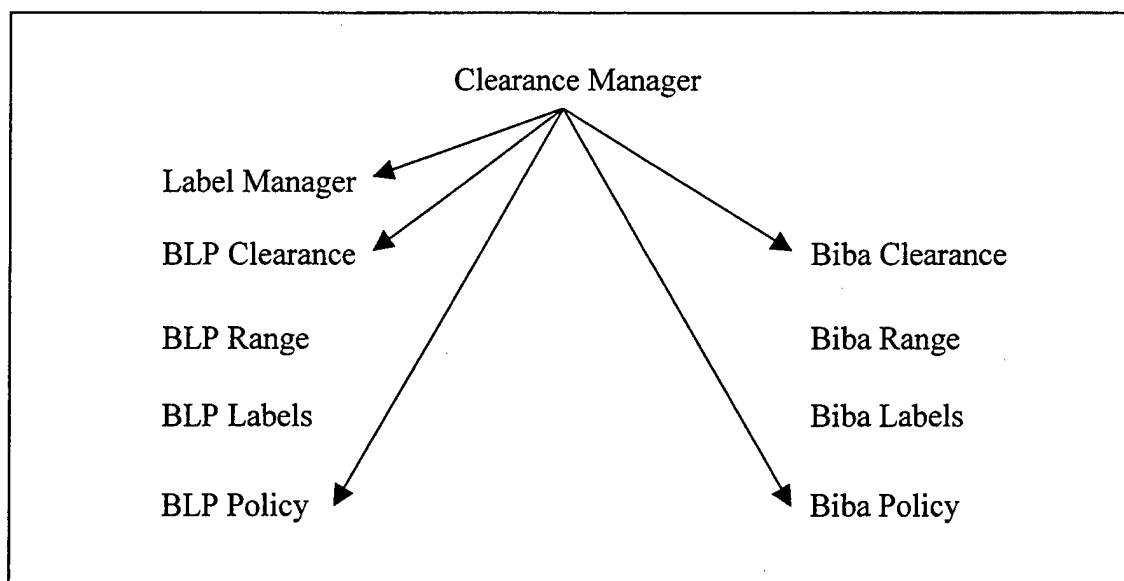 Clearance Manager
Label Manager
BLP Clearance
Biba Clearance
BLP Range
Biba Range
BLP Labels
Biba Labels
BLP Policy
Biba Policy